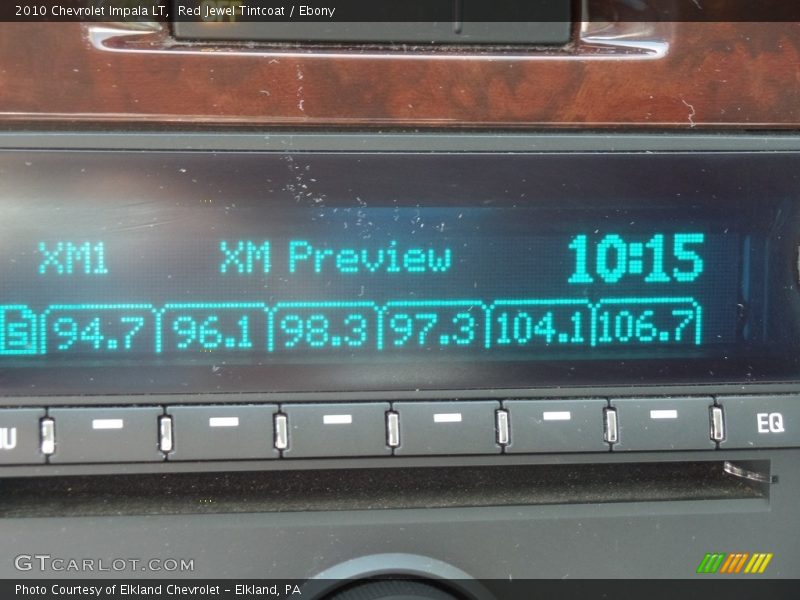 2010 Chevrolet Impala LT, Red Jewel Tintcoat / Ebony
XM1 XM Preview 10:15
94.7 96.1 98.3 97.3 104.1 106.7
EQ
GTCARLOT.COM
Photo Courtesy of Elkland Chevrolet - Elkland, PA